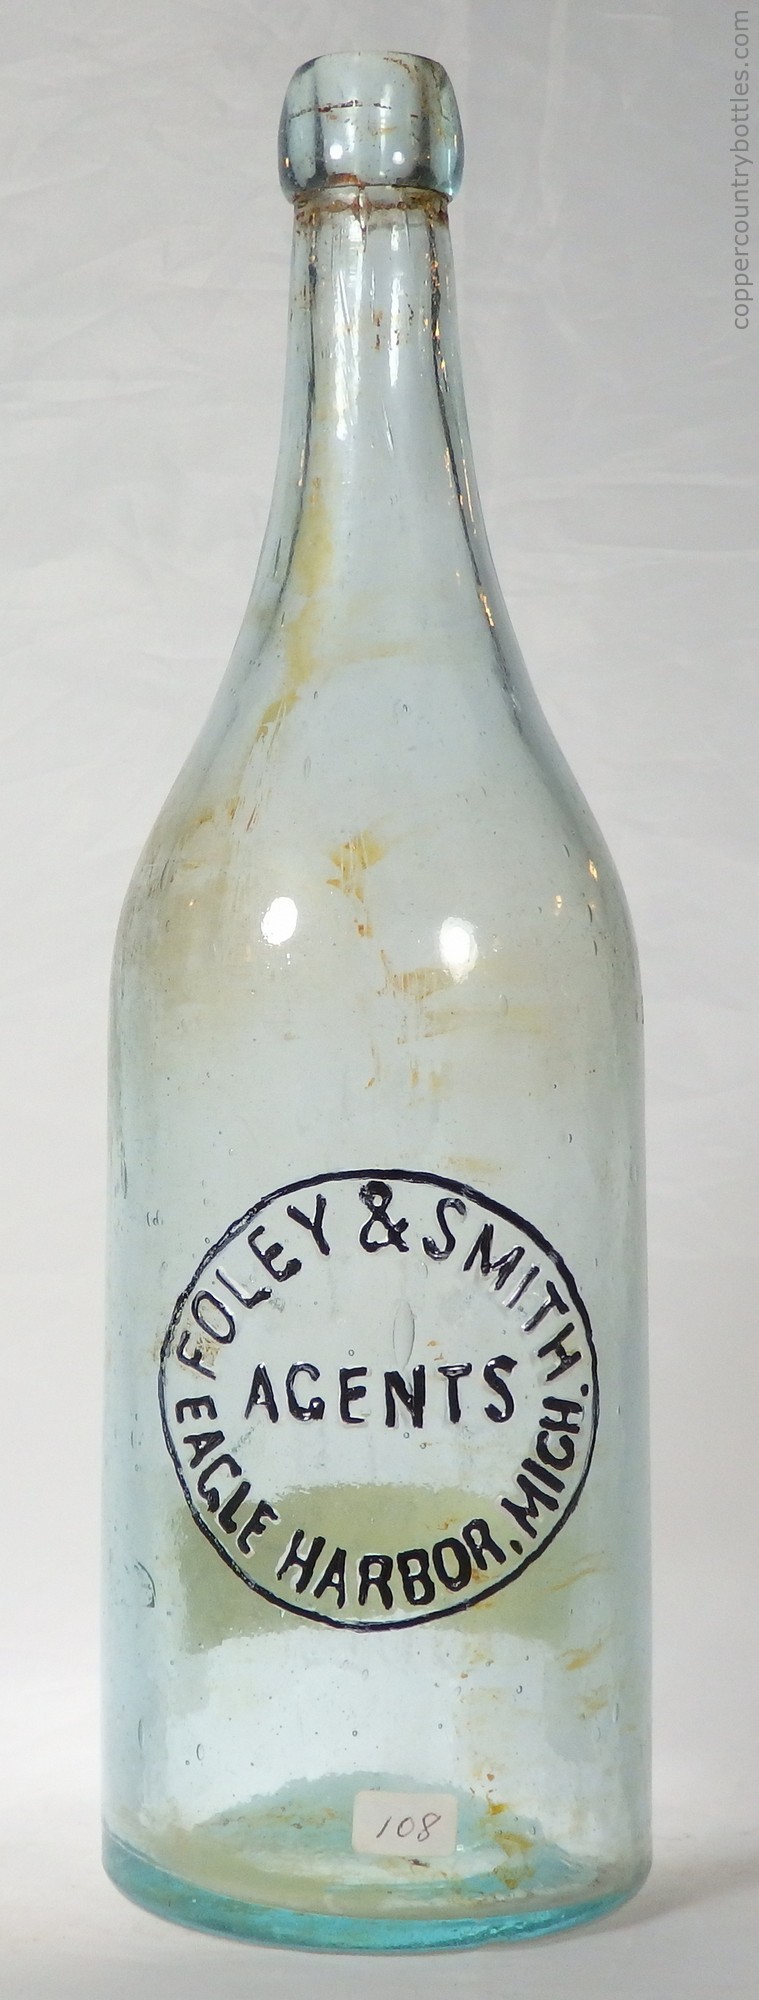 coppercountrybottles.com
FOLEY & SMITH.
AGENTS
EAGLE HARBOR, MICH.
108